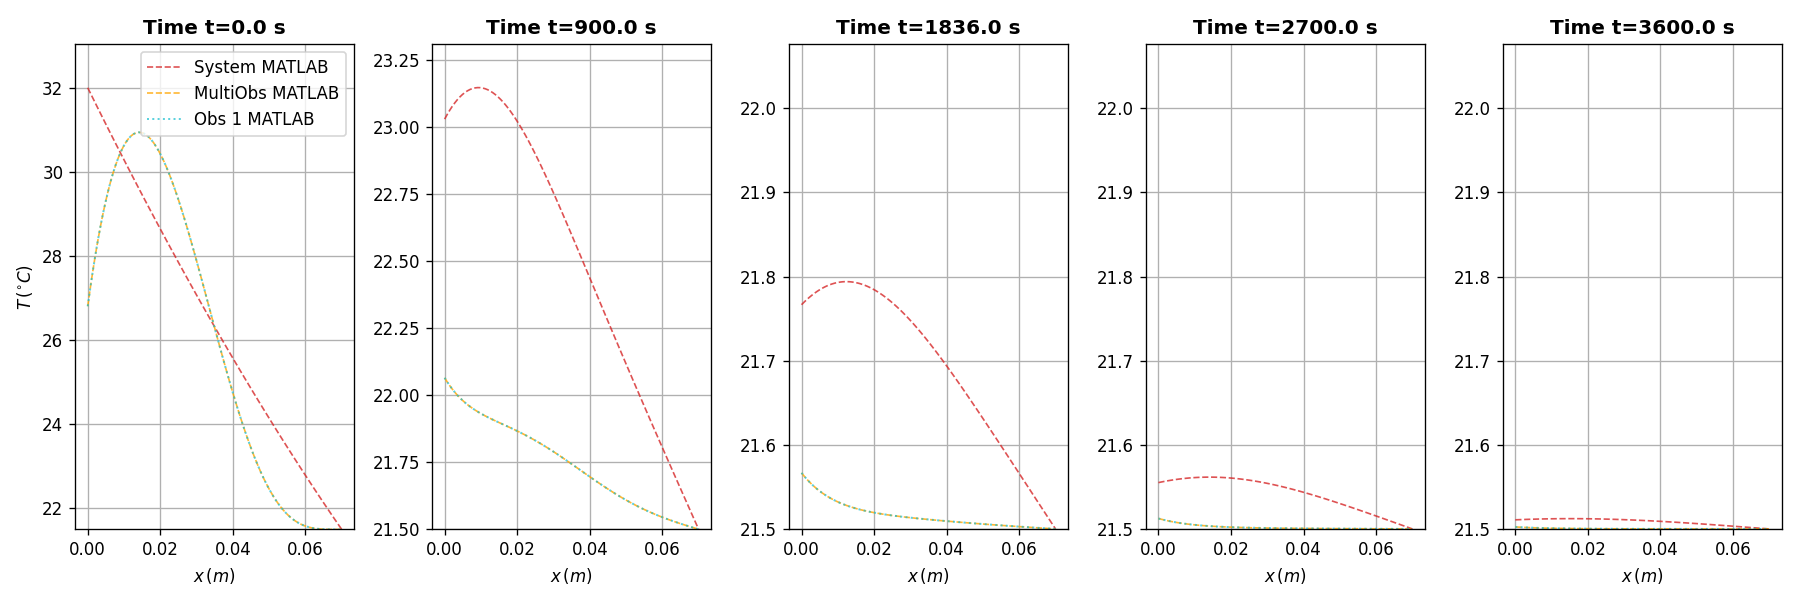 Time t=0.0 s
Time t=900.0 s
Time t=1836.0 s
Time t=2700.0 s
Time t=3600.0 s
System MATLAB
MultiObs MATLAB
Obs 1 MATLAB
T (°C)
32
30
28
26
24
22
0.00 0.02 0.04 0.06
x (m)
23.25
23.00
22.75
22.50
22.25
22.00
21.75
21.50
0.00 0.02 0.04 0.06
x (m)
22.0
21.9
21.8
21.7
21.6
21.5
0.00 0.02 0.04 0.06
x (m)
22.0
21.9
21.8
21.7
21.6
21.5
0.00 0.02 0.04 0.06
x (m)
22.0
21.9
21.8
21.7
21.6
21.5
0.00 0.02 0.04 0.06
x (m)